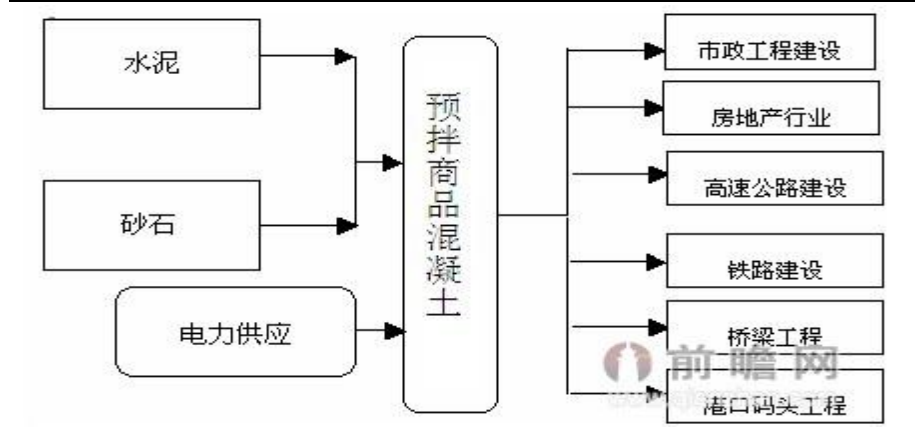 水泥
砂石
电力供应
预拌商品混凝土
市政工程建设
房地产行业
高速公路建设
铁路建设
桥梁工程
港口码头工程
前瞻网